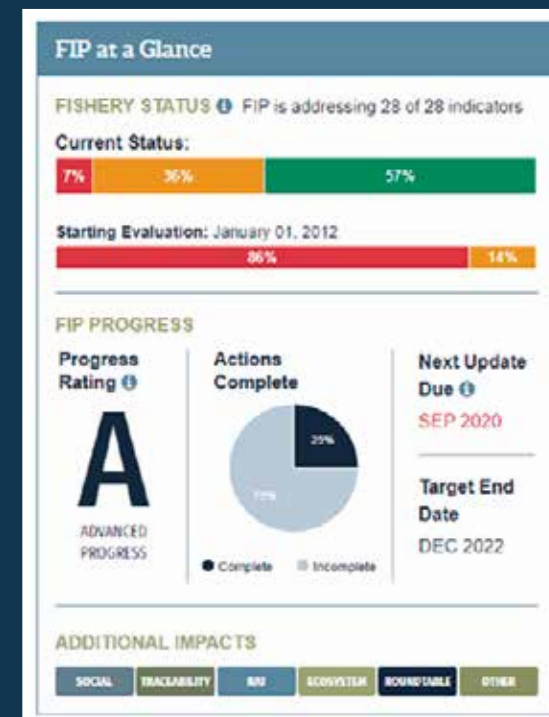 FIP at a Glance
FISHERY STATUS FIP is addressing 28 of 28 indicators
Current Status:
7% 36% 57%
Starting Evaluation: January 01, 2012
86% 14%
FIP PROGRESS
Progress Rating
A
ADVANCED PROGRESS
Actions Complete
25%
75%
Complete Incomplete
Next Update Due
SEP 2020
Target End Date
DEC 2022
ADDITIONAL IMPACTS
SOCIAL TRACEABILITY IUU ECOSYSTEM ROUNDTABLE OTHER